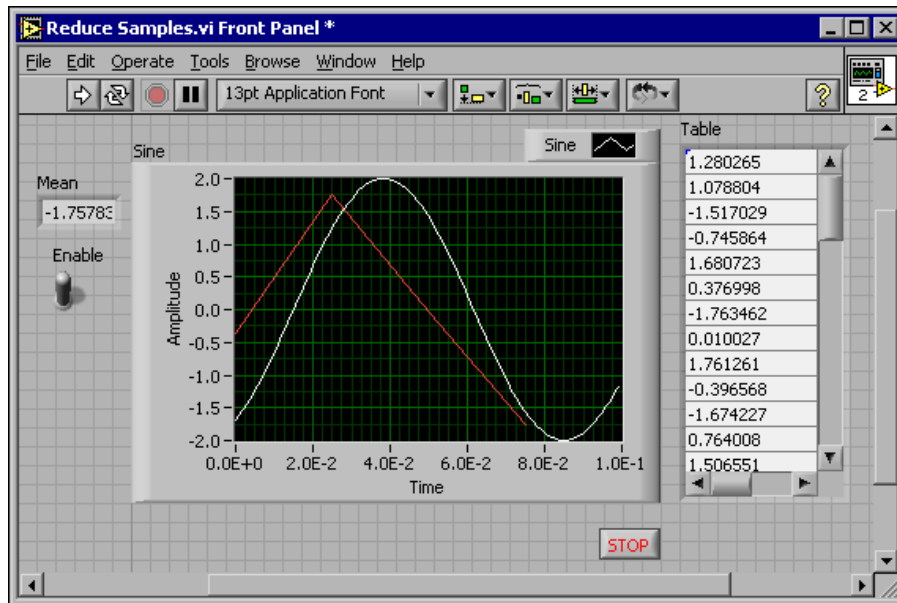 Reduce Samples.vi Front Panel *
File Edit Operate Tools Browse Window Help
13pt Application Font
?
2
Sine
Sine
Table
Mean
-1.75783
Enable
Amplitude
2.0
1.5
1.0
0.5
0.0
-0.5
-1.0
-1.5
-2.0
0.0E+0 2.0E-2 4.0E-2 6.0E-2 8.0E-2 1.0E-1
Time
1.280265
1.078804
-1.517029
-0.745864
1.680723
0.376998
-1.763462
0.010027
1.761261
-0.396568
-1.674227
0.764008
1.506551
STOP